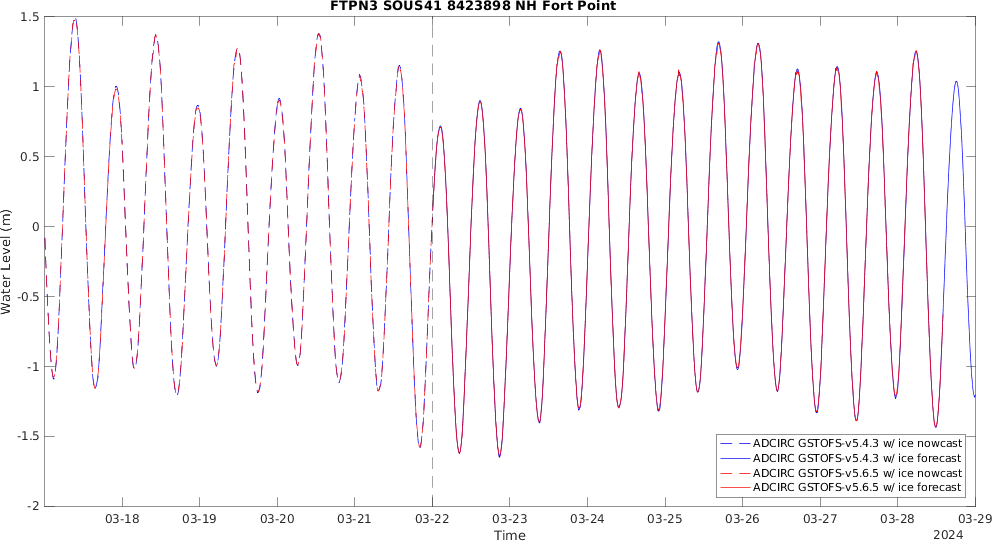 FTPN3 SOUS41 8423898 NH Fort Point
1.5
1
0.5
0
-0.5
-1
-1.5
-2
Water Level (m)
03-18 03-19 03-20 03-21 03-22 03-23 03-24 03-25 03-26 03-27 03-28 03-29
Time
2024
ADCIRC GSTOFS-v5.4.3 w/ ice nowcast
ADCIRC GSTOFS-v5.4.3 w/ ice forecast
ADCIRC GSTOFS-v5.6.5 w/ ice nowcast
ADCIRC GSTOFS-v5.6.5 w/ ice forecast